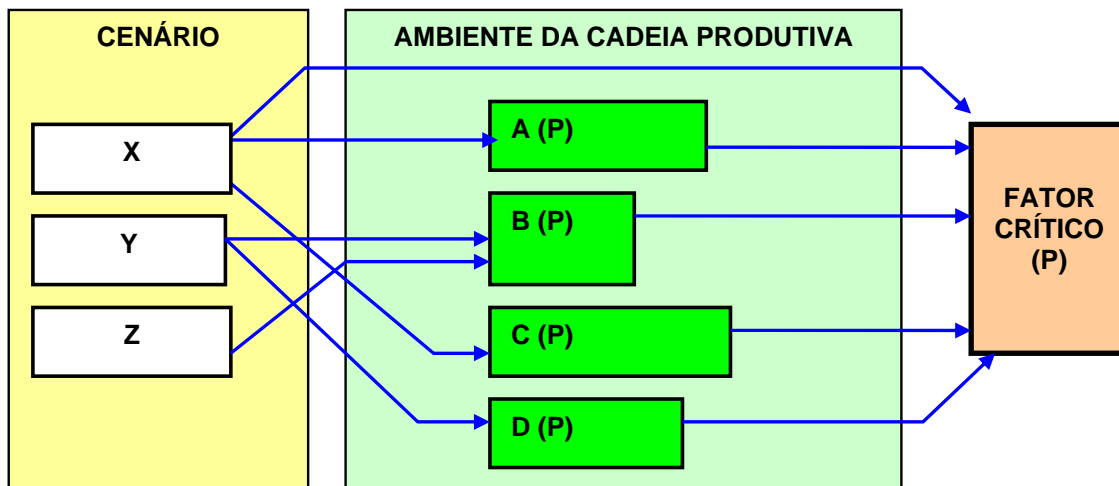 CENÁRIO
X
Y
Z
AMBIENTE DA CADEIA PRODUTIVA
A (P)
B (P)
C (P)
D (P)
FATOR
CRÍTICO
(P)